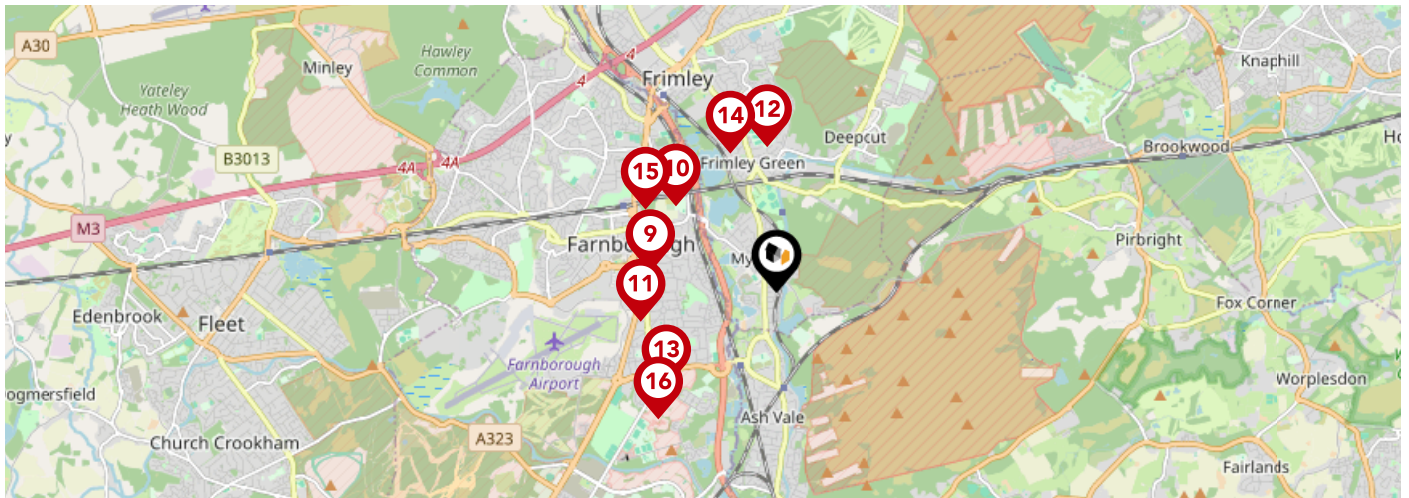 A30
Minley
Hawley
Common
4
Frimley
Knaphill
Yateley
Heath Wood
4
14
12
Deepcut
B3013
4A
4A
15
10
Frimley Green
Brookwood
M3
9
Farnborough
My
Pirbright
11
Edenbrook
Fleet
Fox Corner
13
Farnborough
Airport
16
Worplesdon
ogmersfield
Ash Vale
Church Crookham
A323
Fairlands